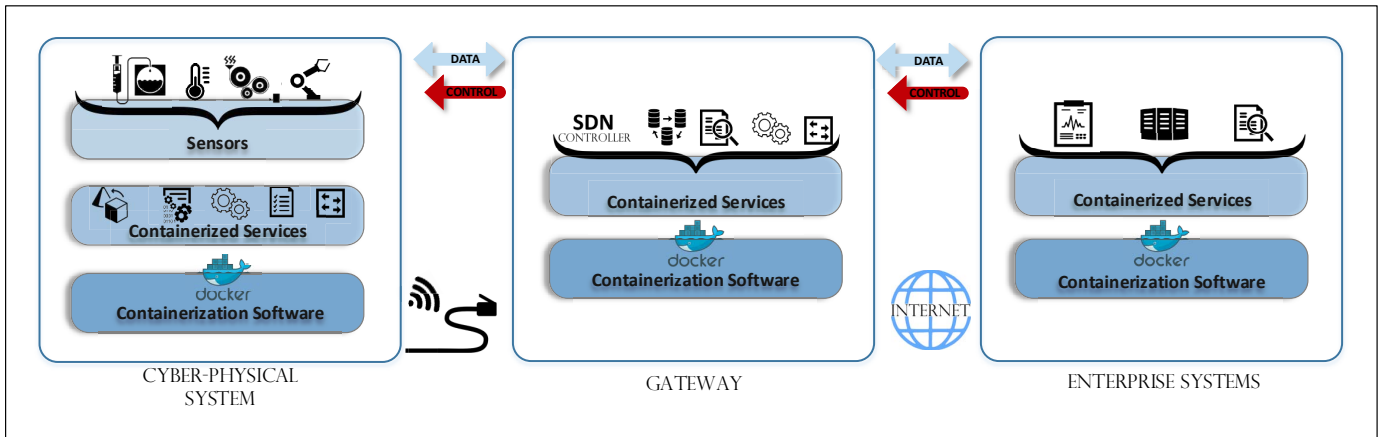 DATA
CONTROL
DATA
CONTROL
Sensors
SDN
CONTROLLER
Containerized Services
Containerized Services
Containerized Services
docker
Containerization Software
docker
Containerization Software
docker
Containerization Software
INTERNET
CYBER-PHYSICAL
SYSTEM
GATEWAY
ENTERPRISE SYSTEMS